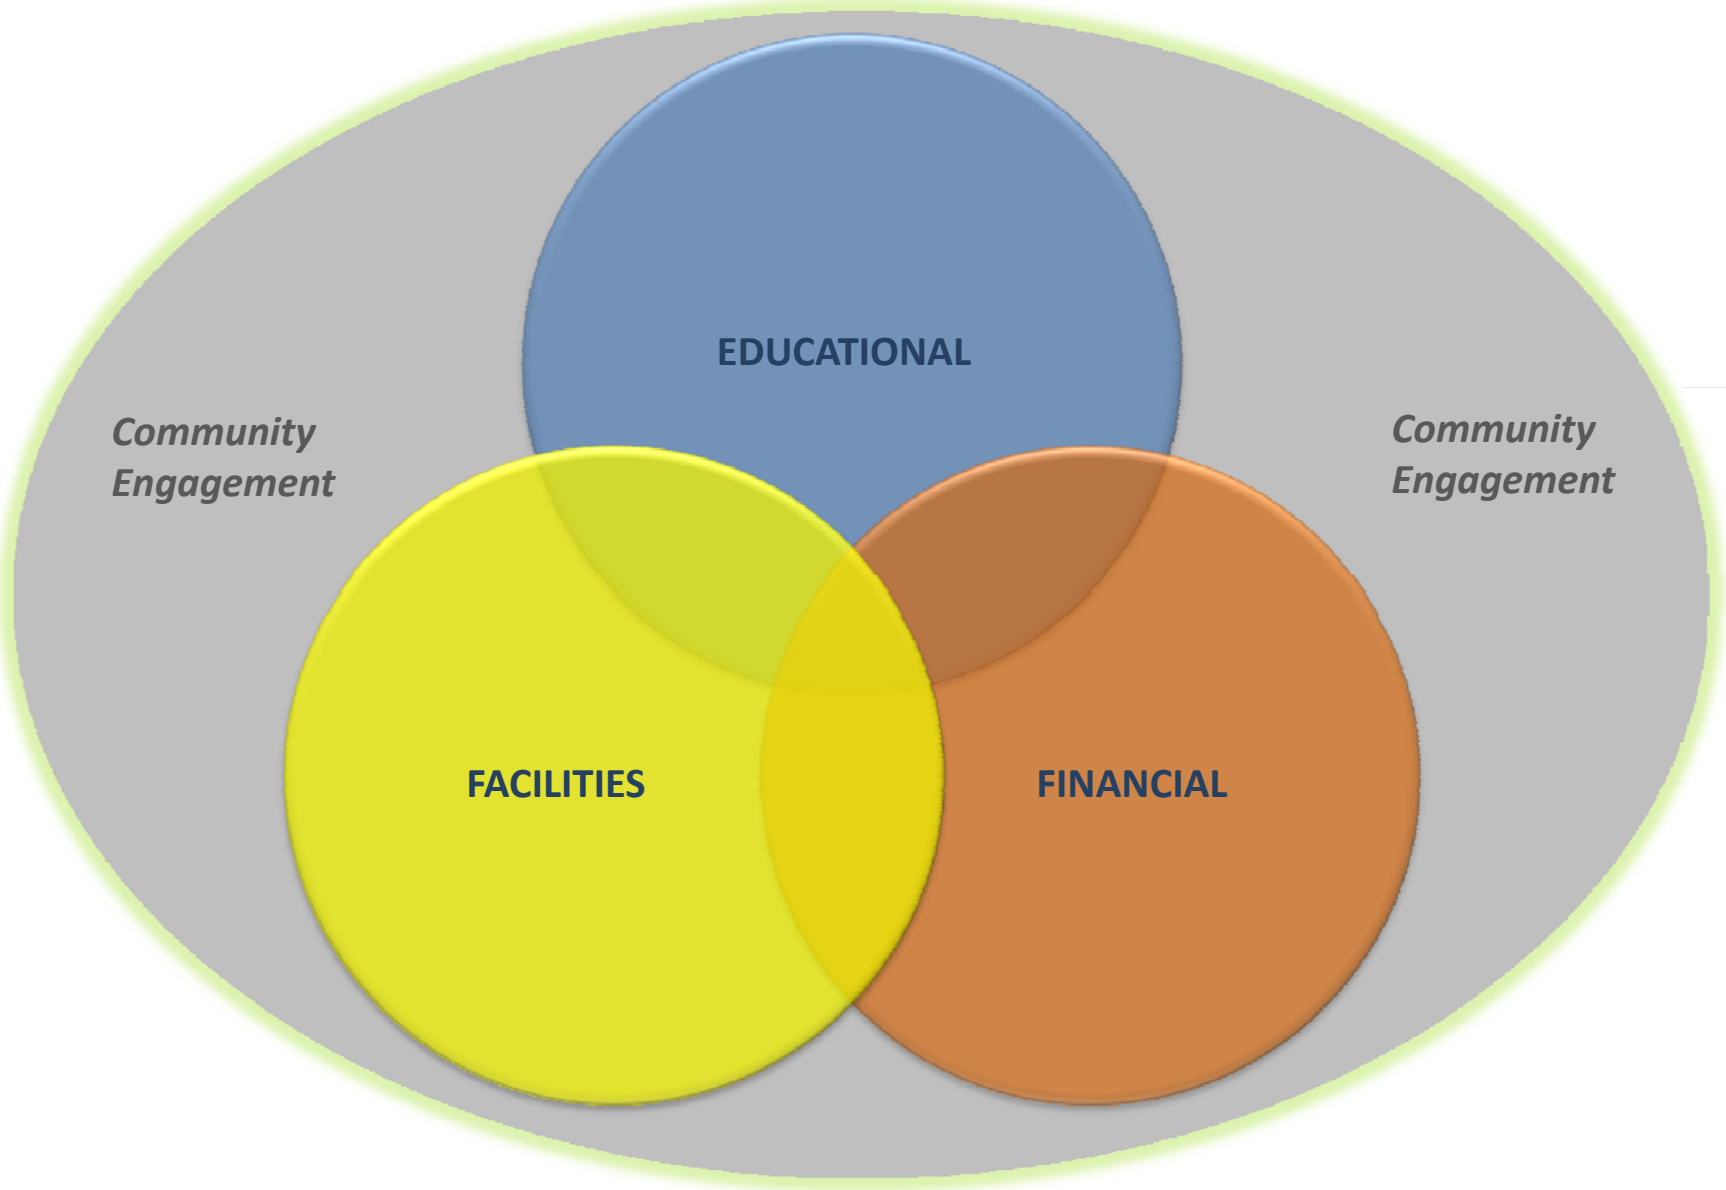 EDUCATIONAL
Community
Engagement
Community
Engagement
FACILITIES
FINANCIAL